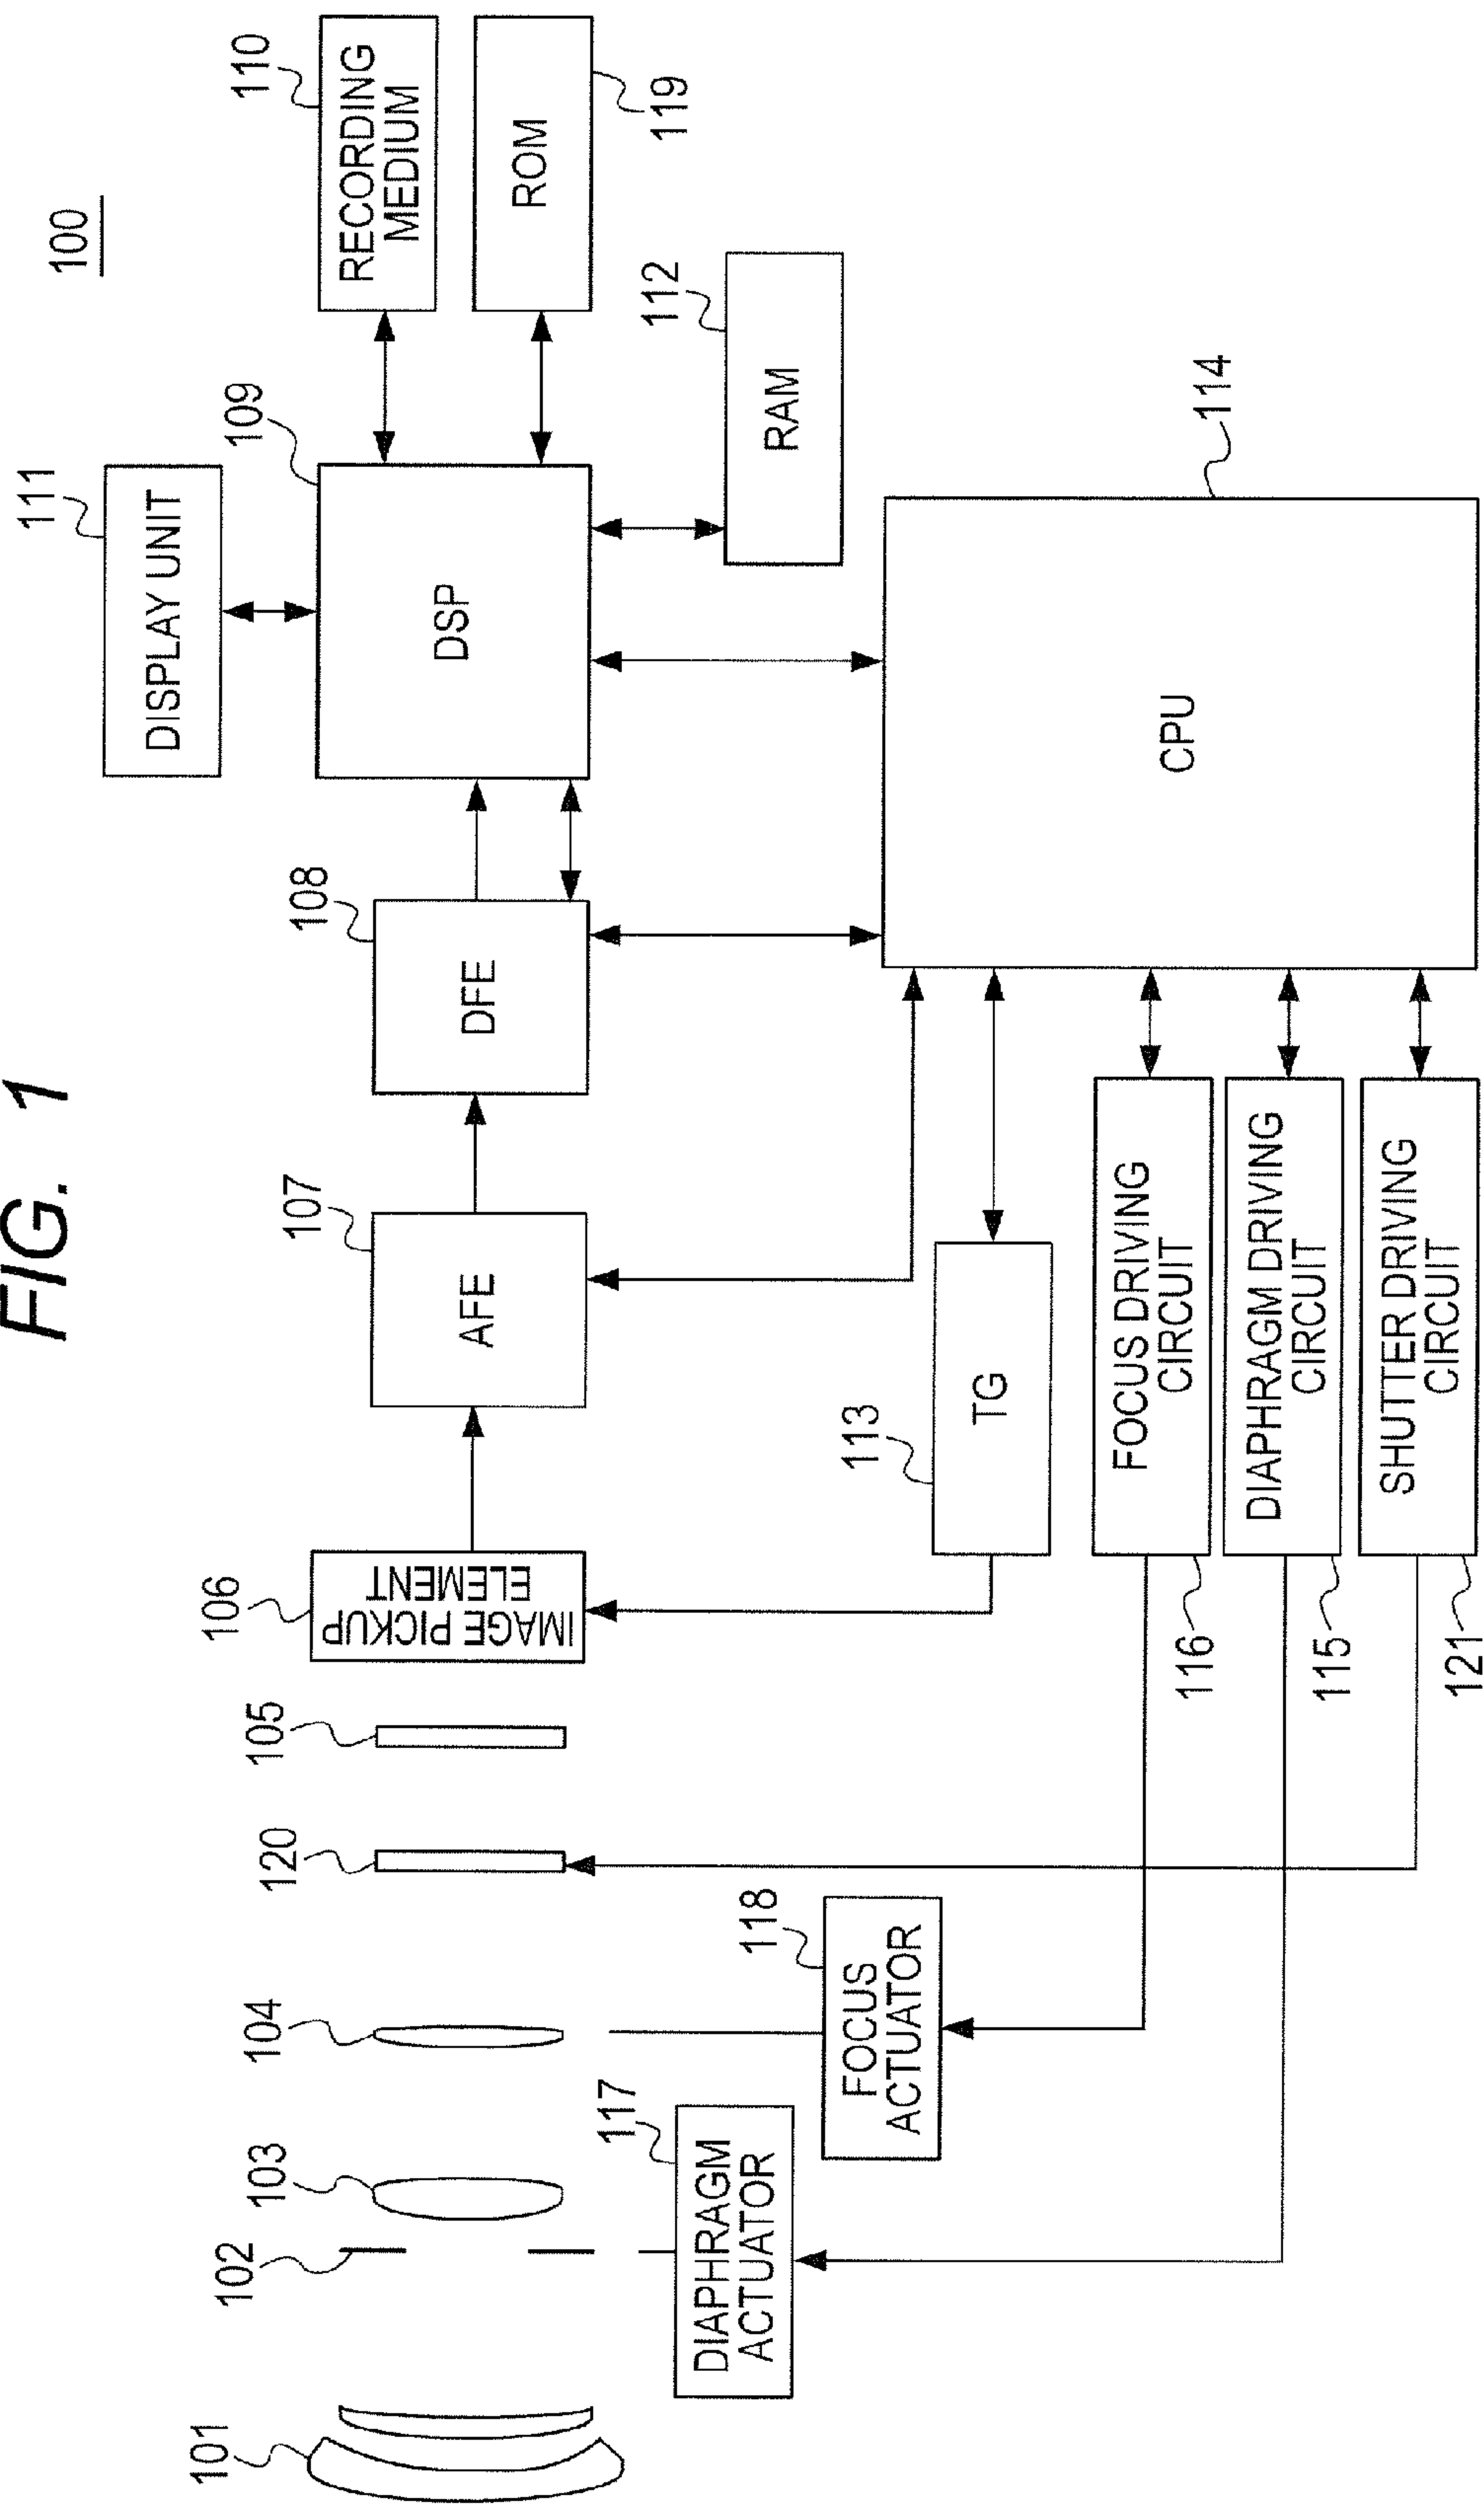 FIG. 1
100
111
DISPLAY UNIT
110
RECORDING
MEDIUM
109
DSP
ROM
119
112
RAM
108
DFE
107
AFE
106
IMAGE PICKUP
ELEMENT
105
120
104
103
102
101
114
CPU
113
TG
118
FOCUS
ACTUATOR
117
DIAPHRAGM
ACTUATOR
FOCUS DRIVING
CIRCUIT
116
DIAPHRAGM DRIVING
CIRCUIT
115
SHUTTER DRIVING
CIRCUIT
121